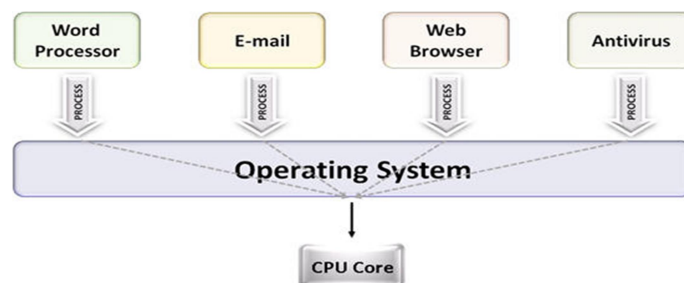 Word
Processor
E-mail
Web
Browser
Antivirus
PROCESS
PROCESS
PROCESS
PROCESS
Operating System
CPU Core